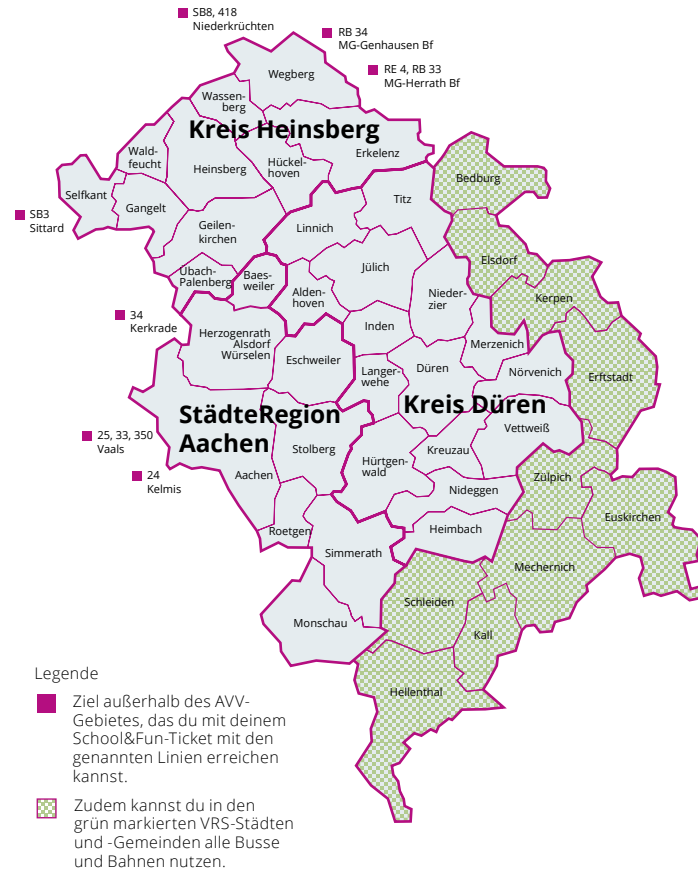 SB8, 418
Niederkrüchten
RB 34
MG-Genhausen Bf
RE 4, RB 33
MG-Herrath Bf
Wegberg
Wassen-
berg
Kreis Heinsberg
Erkelenz
Wald-
feucht
Heinsberg
Hückel-
hoven
Bedburg
Selfkant
Gangelt
Titz
SB3
Sittard
Geilen-
kirchen
Linnich
Elsdorf
Jülich
Übach-
Palenberg
Baes-
weiler
Alden-
hoven
Nieder-
zier
Kerpen
34
Kerkrade
Herzogenrath
Alsdorf
Würselen
Inden
Merzenich
Eschweiler
Langer-
wehe
Düren
Nörvenich
Erftstadt
StädteRegion
Aachen
Kreis Düren
Vettweiß
25, 33, 350
Vaals
Stolberg
Kreuzau
24
Kelmis
Aachen
Hürtgen-
wald
Zülpich
Nideggen
Euskirchen
Roetgen
Heimbach
Simmerath
Mechernich
Schleiden
Monschau
Kall
Hellenthal
Legende
Ziel außerhalb des AVV-
Gebietes, das du mit deinem
School&Fun-Ticket mit den
genannten Linien erreichen
kannst.
Zudem kannst du in den
grün markierten VRS-Städten
und -Gemeinden alle Busse
und Bahnen nutzen.